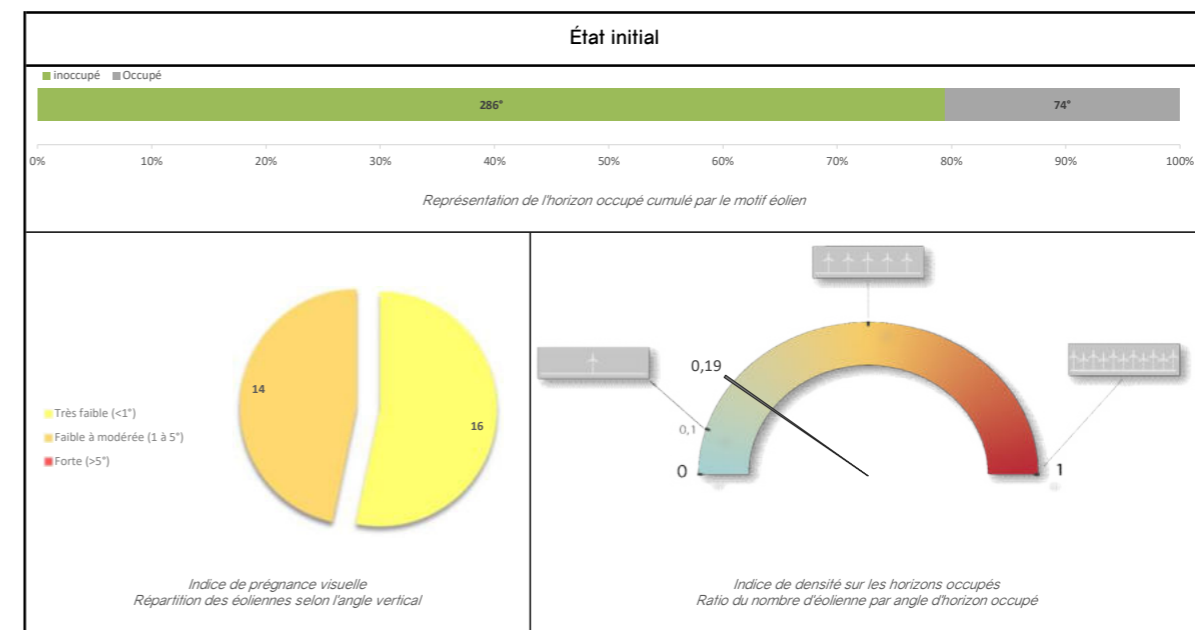 État initial
inoccupé Occupé
286° 74°
0% 10% 20% 30% 40% 50% 60% 70% 80% 90% 100%
Représentation de l'horizon occupé cumulé par le motif éolien
14
16
Très faible (<1°)
Faible à modérée (1 à 5°)
Forte (>5°)
Indice de prégnance visuelle
Répartition des éoliennes selon l'angle vertical
0,19
0,1
0
1
Indice de densité sur les horizons occupés
Ratio du nombre d'éolienne par angle d'horizon occupé